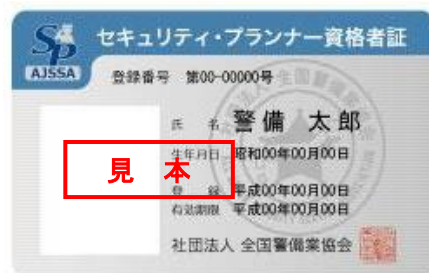 SP
AJSSA
セキュリティ・プランナー資格者証
登録番号 第00-00000号
氏 名 警備 太郎
生年月日 昭和00年00月00日
見本
登 録 平成00年00月00日
有効期限 平成00年00月00日
社団法人 全国警備業協会